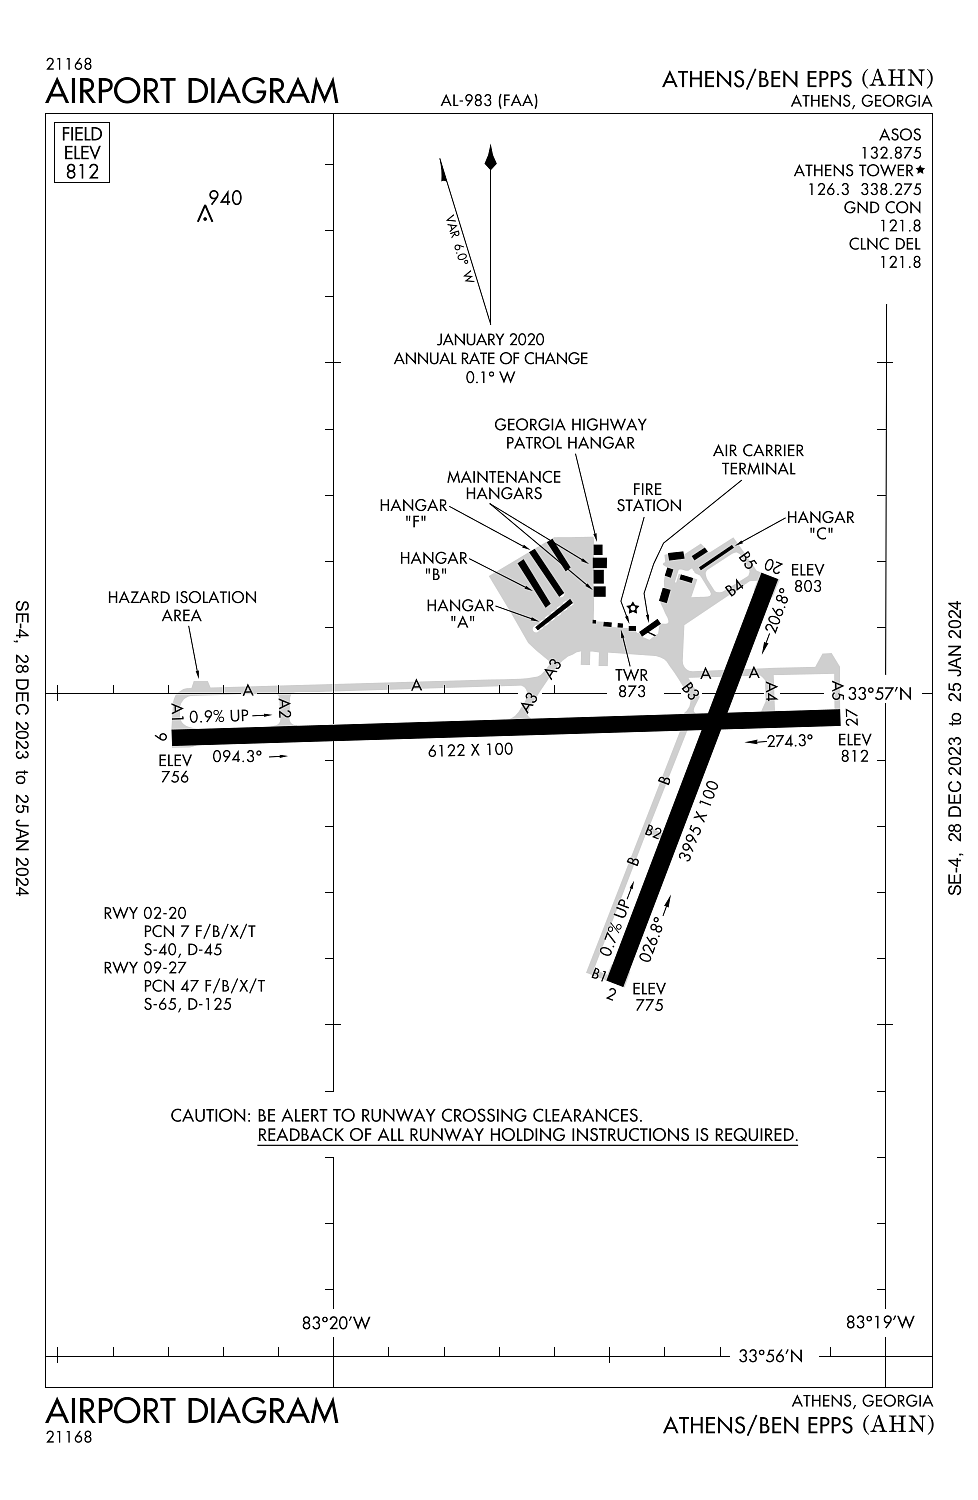 21168
AIRPORT DIAGRAM
AL-983 (FAA)
ATHENS/BEN EPPS (AHN)
ATHENS, GEORGIA
FIELD
ELEV
812
940
VAR 6.0° W
JANUARY 2020
ANNUAL RATE OF CHANGE
0.1° W
ASOS
132.875
ATHENS TOWER★
126.3 338.275
GND CON
121.8
CLNC DEL
121.8
GEORGIA HIGHWAY
PATROL HANGAR
AIR CARRIER
TERMINAL
MAINTENANCE
HANGARS
FIRE
STATION
HANGAR
"F"
HANGAR
"C"
HANGAR
"B"
HANGAR
"A"
HAZARD ISOLATION
AREA
B5
B4
20
ELEV
803
206.8°
TWR
873
A3
A3
A
A
A
A
A1
A2
A4
A5
B3
33°57'N
0.9% UP
9
ELEV
756
094.3°
6122 X 100
27
274.3°
ELEV
812
B
B2
B
3995 X 100
0.7% UP
026.8°
B1
2
ELEV
775
RWY 02-20
PCN 7 F/B/X/T
S-40, D-45
RWY 09-27
PCN 47 F/B/X/T
S-65, D-125
CAUTION: BE ALERT TO RUNWAY CROSSING CLEARANCES.
READBACK OF ALL RUNWAY HOLDING INSTRUCTIONS IS REQUIRED.
83°20'W
83°19'W
33°56'N
SE-4, 28 DEC 2023 to 25 JAN 2024
SE-4, 28 DEC 2023 to 25 JAN 2024
AIRPORT DIAGRAM
21168
ATHENS, GEORGIA
ATHENS/BEN EPPS (AHN)